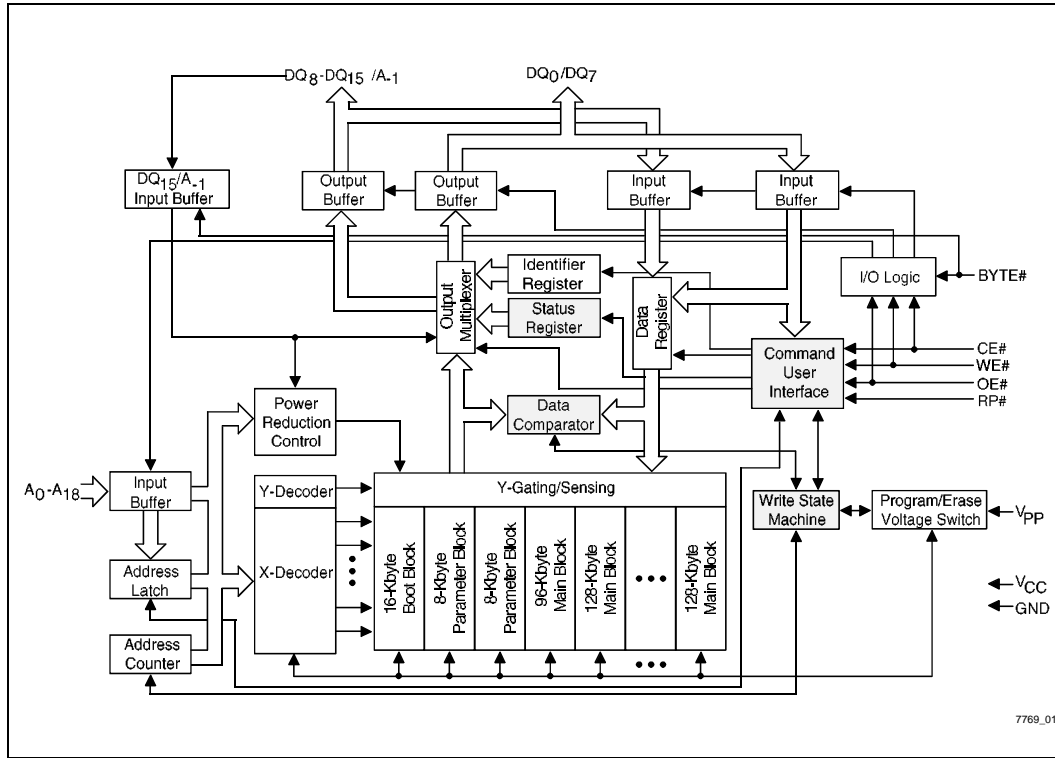 DQ8-DQ15 /A-1
DQ0/DQ7
DQ15/A-1
Input Buffer
Output
Buffer
Output
Buffer
Input
Buffer
Input
Buffer
I/O Logic
BYTE#
Output
Multiplexer
Identifier
Register
Status
Register
Data
Register
Command
User
Interface
CE#
WE#
OE#
RP#
Power
Reduction
Control
Data
Comparator
A0-A18
Input
Buffer
Y-Decoder
Y-Gating/Sensing
Write State
Machine
Program/Erase
Voltage Switch
VPP
Address
Latch
X-Decoder
16-Kbyte
Boot Block
8-Kbyte
Parameter Block
8-Kbyte
Parameter Block
96-Kbyte
Main Block
128-Kbyte
Main Block
128-Kbyte
Main Block
VCC
GND
Address
Counter
7769_01